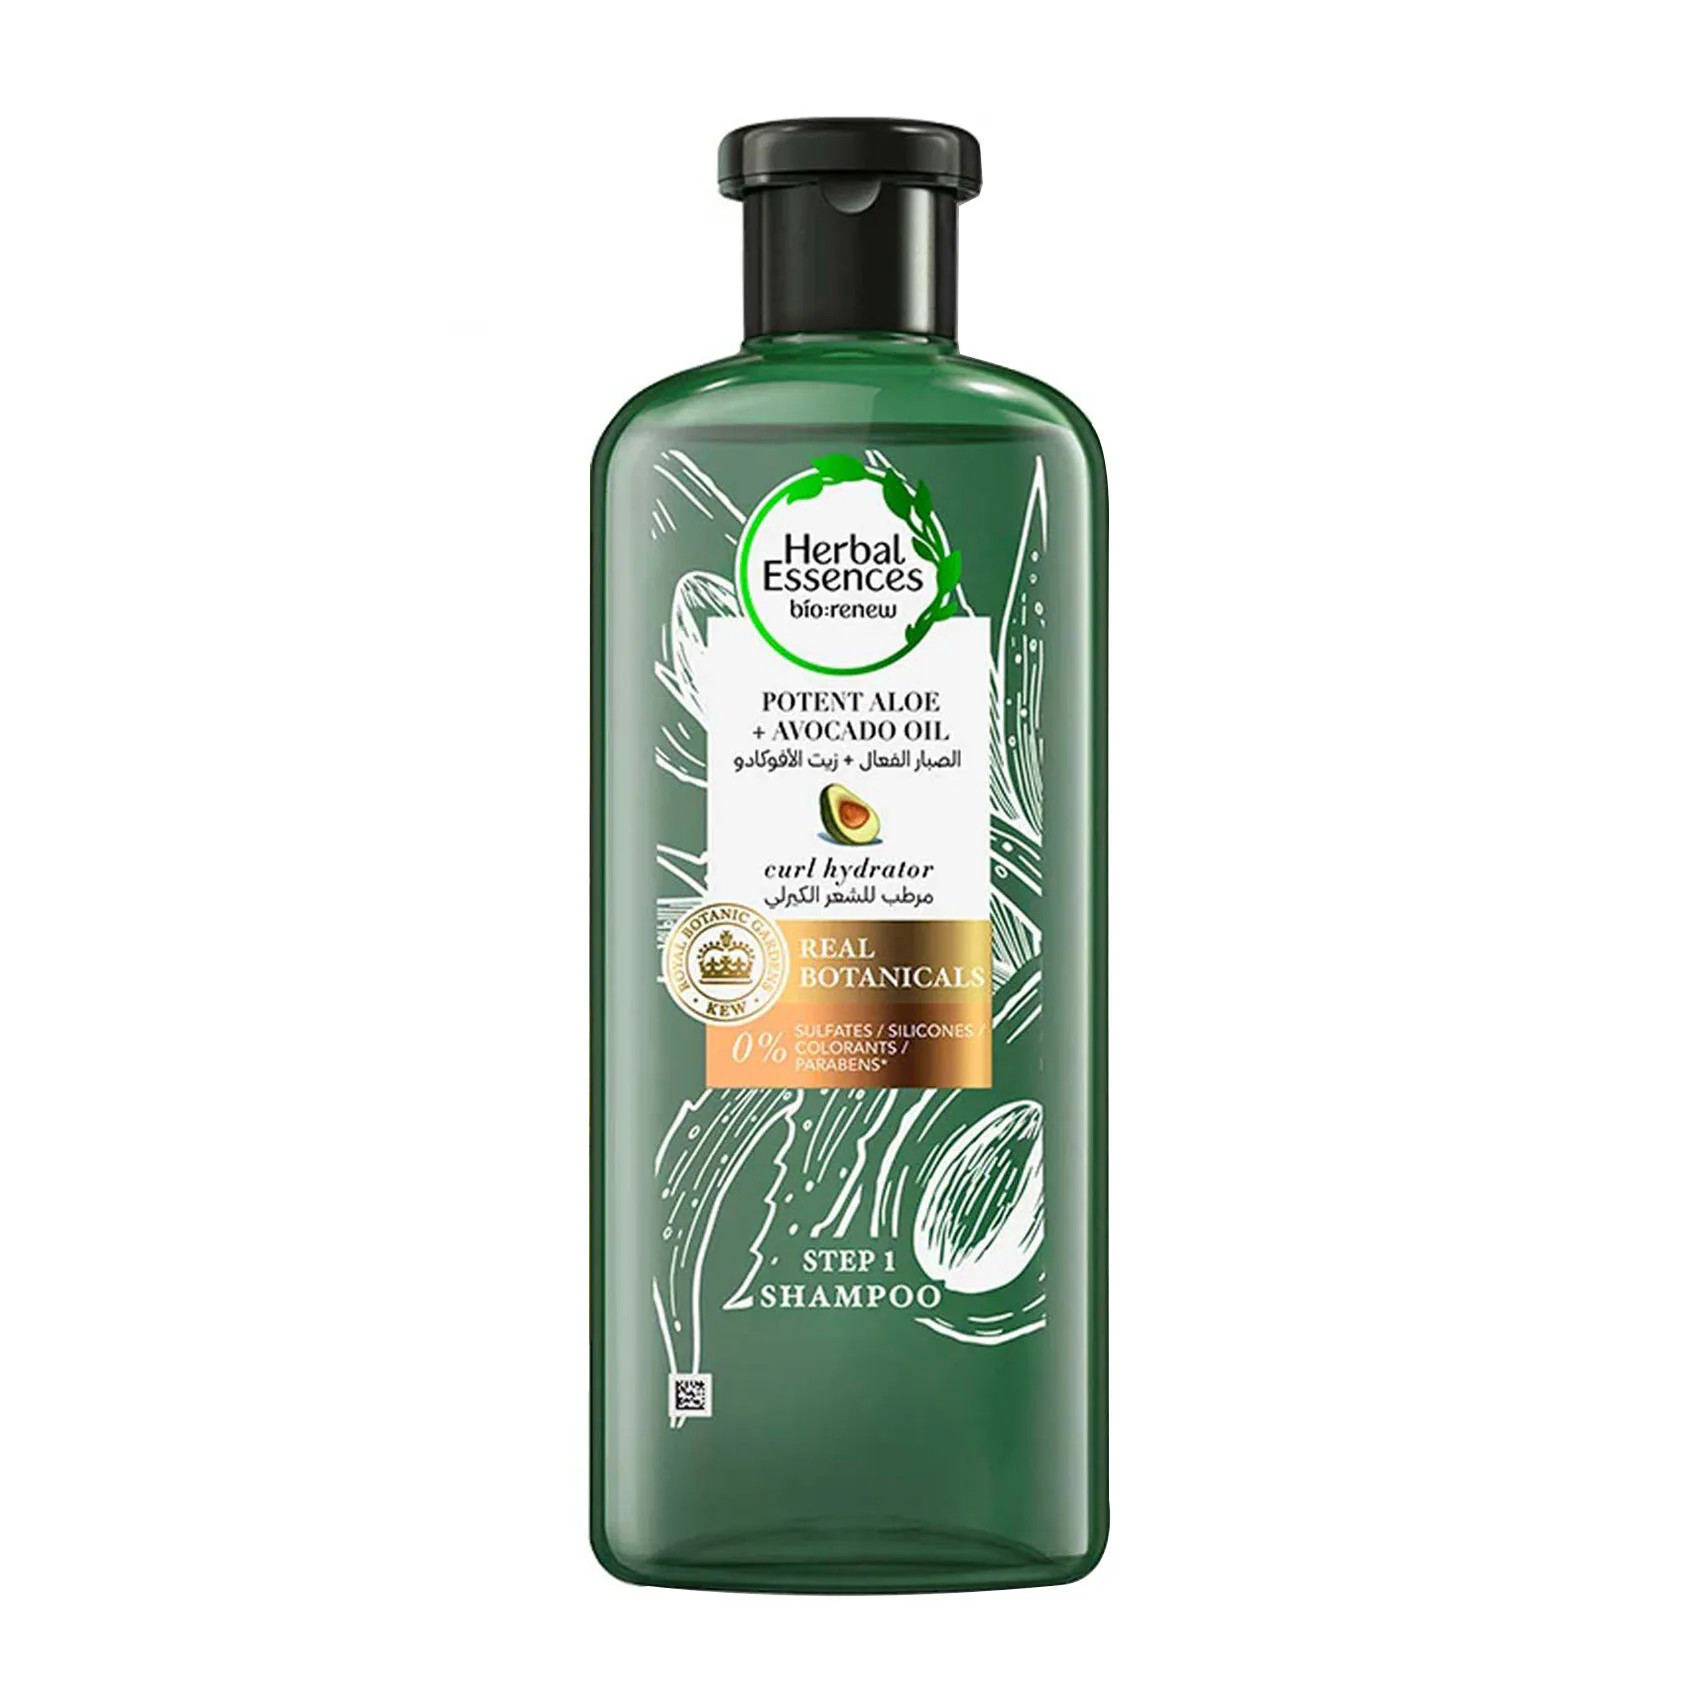 Herbal
Essences
bío:renew
POTENT ALOE
+ AVOCADO OIL
الصبار الفعال + زيت الأفوكادو
curl hydrator
مرطب للشعر الكيرلي
ROYAL BOTANIC GARDENS
KEW
REAL
BOTANICALS
0%
SULFATES / SILICONES /
COLORANTS /
PARABENS*
STEP 1
SHAMPOO